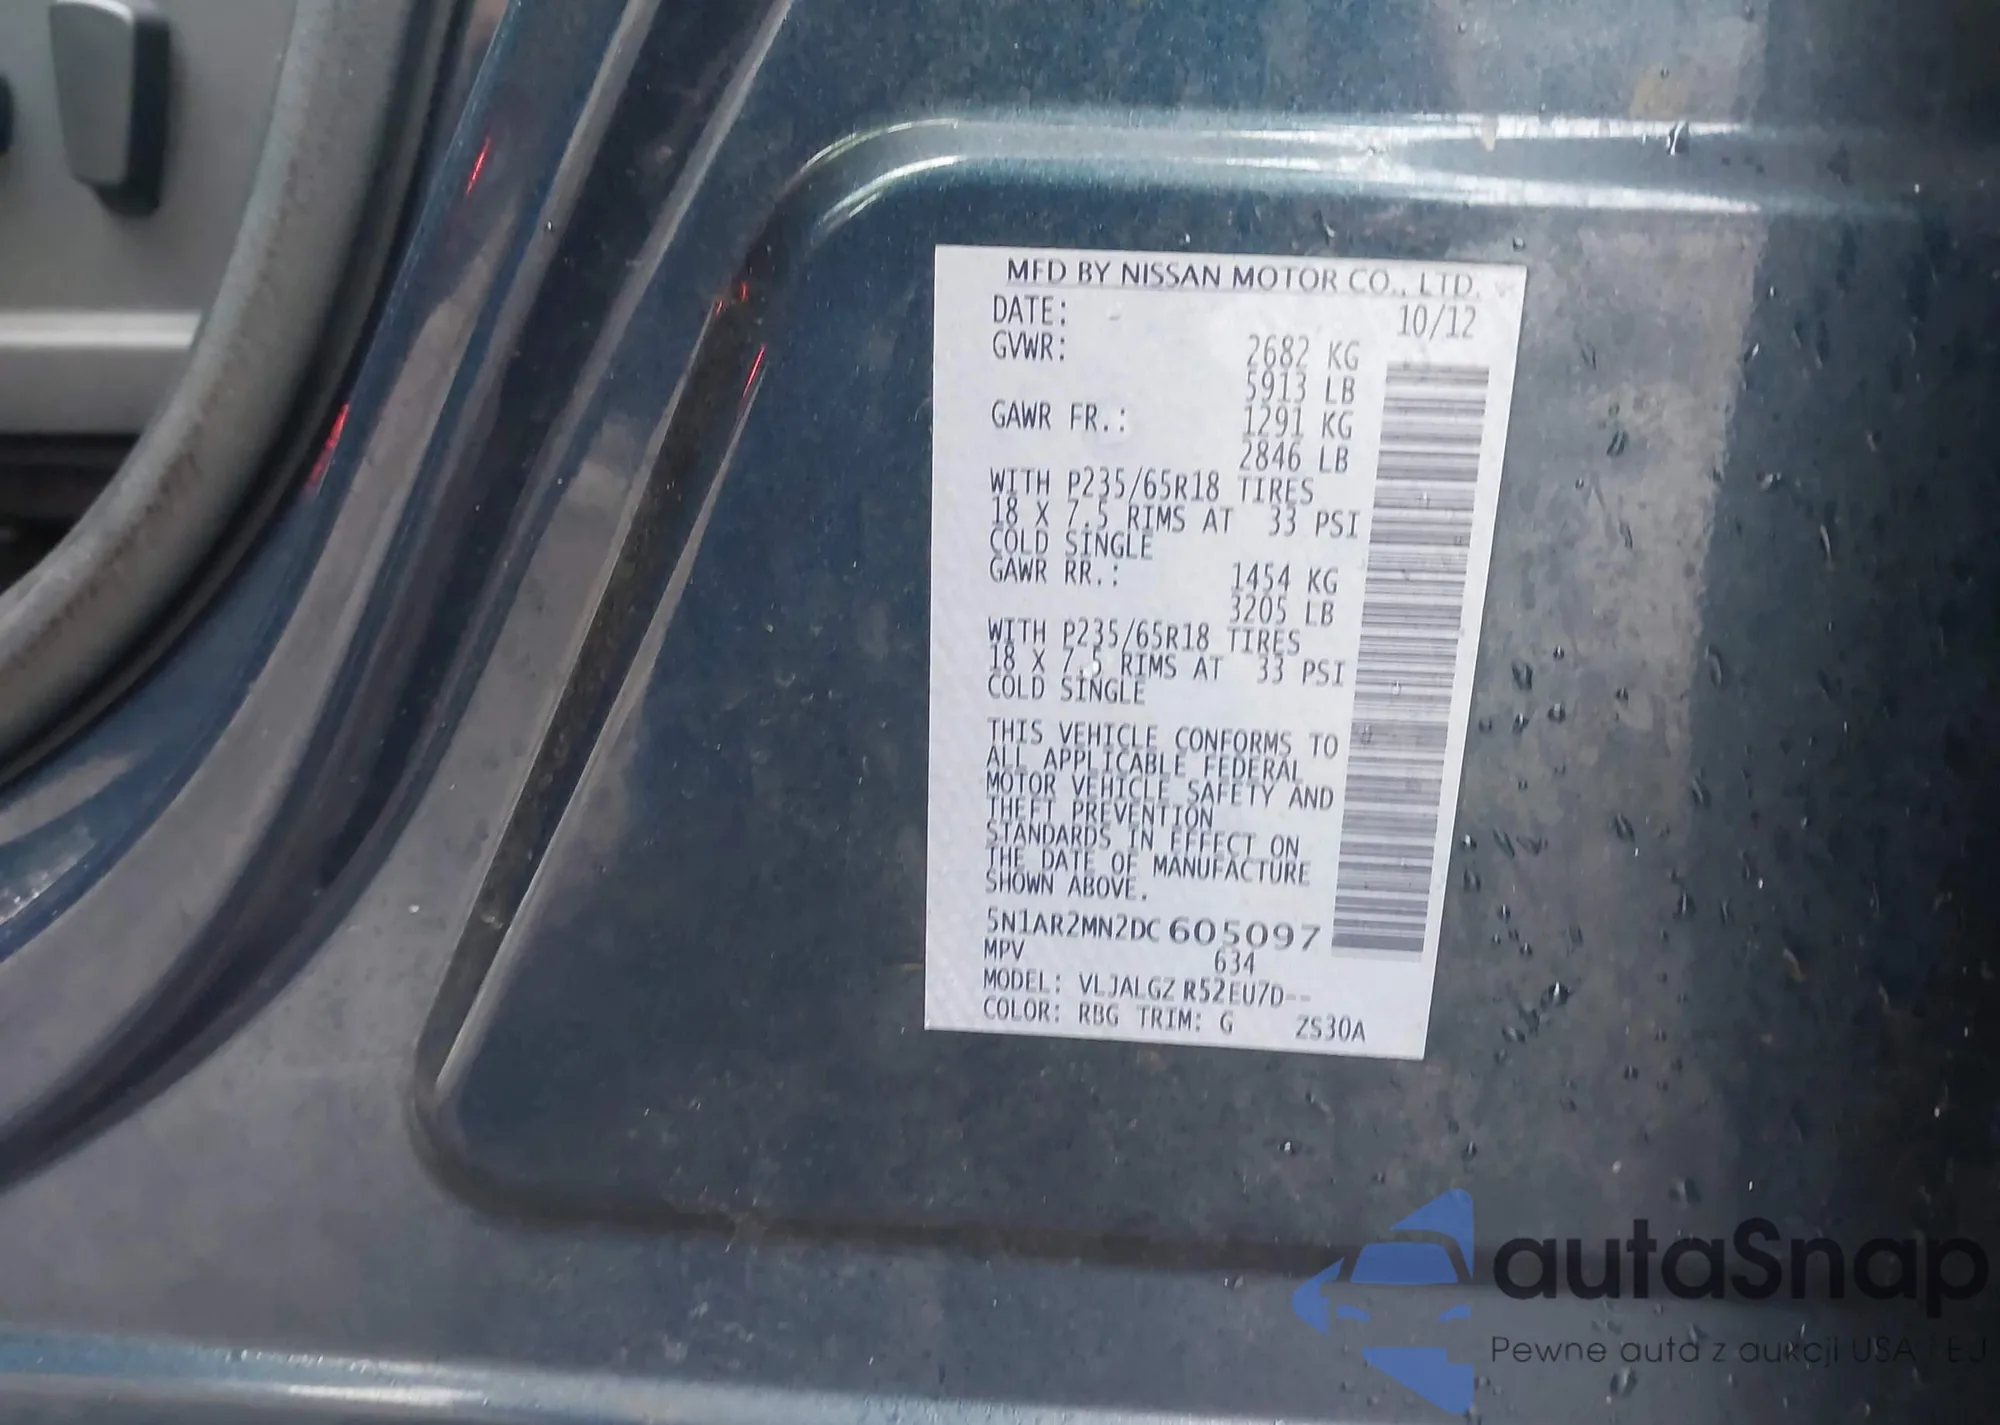 MFD BY NISSAN MOTOR CO., LTD.
DATE: 10/12
GVWR: 2682 KG
5913 LB
GAWR FR.: 1291 KG
2846 LB
WITH P235/65R18 TIRES
18 X 7.5 RIMS AT 33 PSI
COLD SINGLE
GAWR RR.: 1454 KG
3205 LB
WITH P235/65R18 TIRES
18 X 7.5 RIMS AT 33 PSI
COLD SINGLE
THIS VEHICLE CONFORMS TO
ALL APPLICABLE FEDERAL
MOTOR VEHICLE SAFETY AND
THEFT PREVENTION
STANDARDS IN EFFECT ON
THE DATE OF MANUFACTURE
SHOWN ABOVE.
5N1AR2MN2DC605097
MPV 634
MODEL: VLJALGZ R52EU7D--
COLOR: RBG TRIM: G ZS30A
autaSnap
Pewne auta z aukcji USA i EU